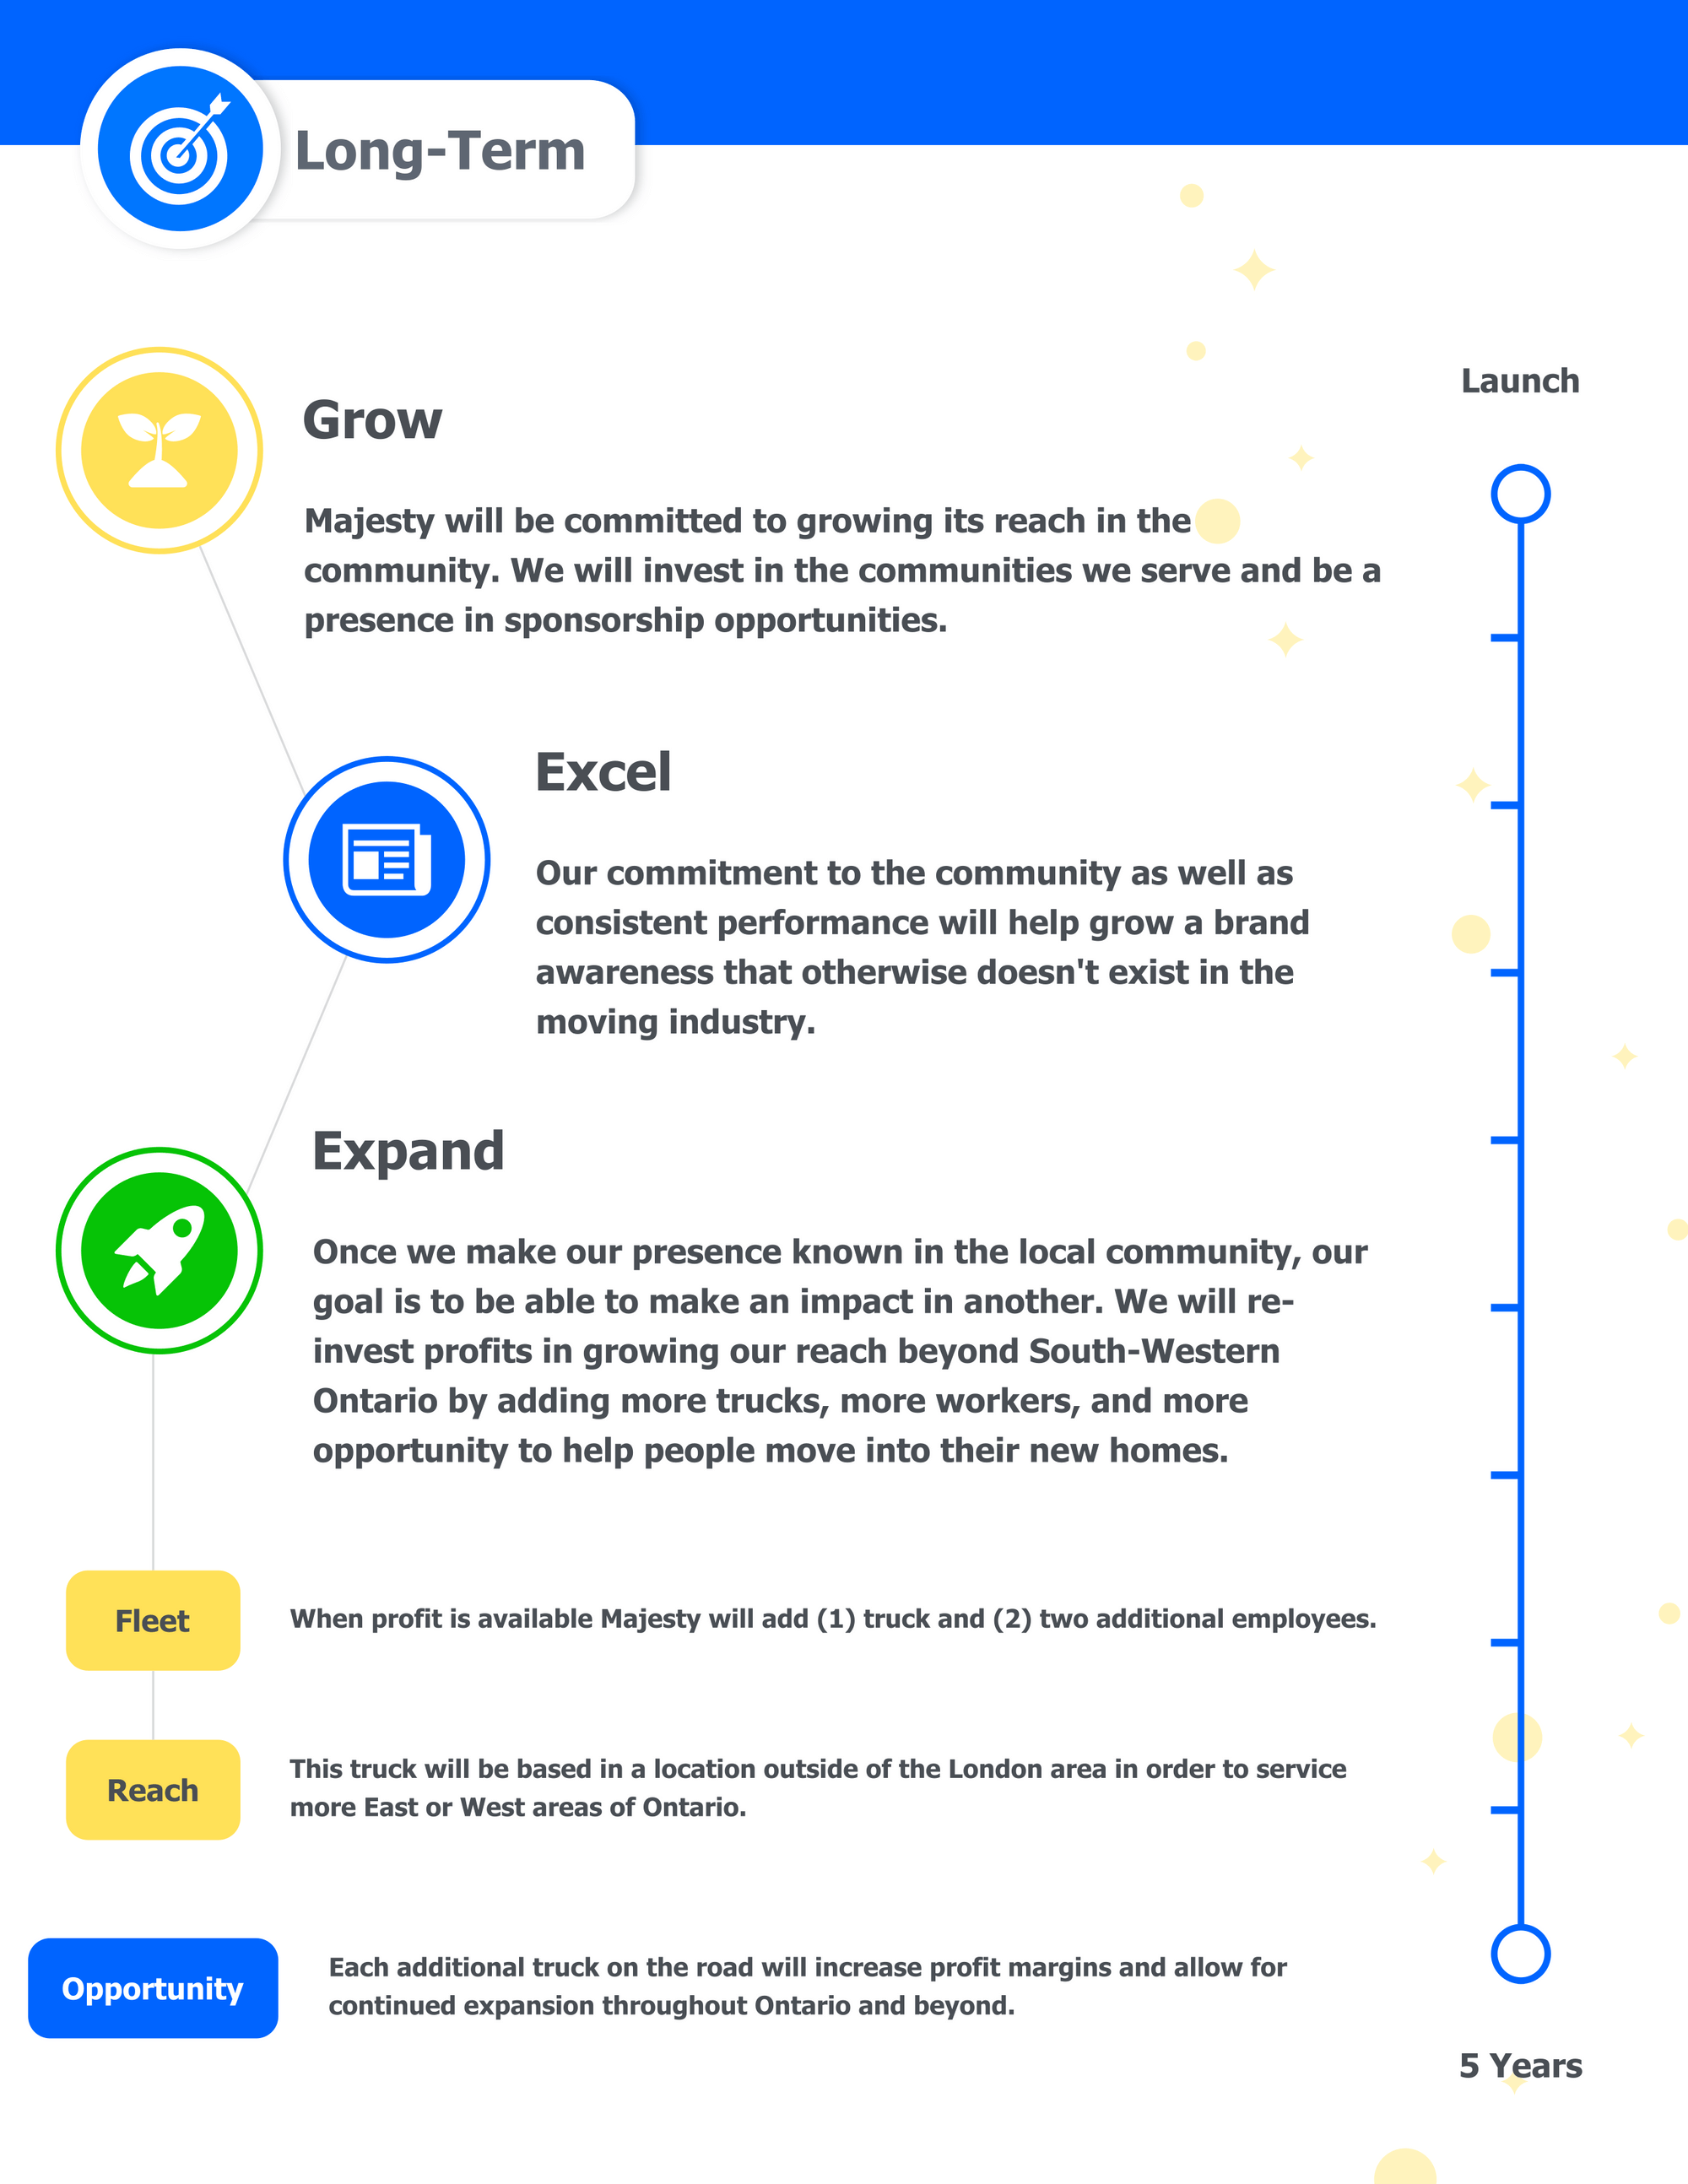 Long-Term
Launch
Grow
Majesty will be committed to growing its reach in the
community. We will invest in the communities we serve and be a
presence in sponsorship opportunities.
Excel
Our commitment to the community as well as
consistent performance will help grow a brand
awareness that otherwise doesn't exist in the
moving industry.
Expand
Once we make our presence known in the local community, our
goal is to be able to make an impact in another. We will re-
invest profits in growing our reach beyond South-Western
Ontario by adding more trucks, more workers, and more
opportunity to help people move into their new homes.
Fleet
When profit is available Majesty will add (1) truck and (2) two additional employees.
Reach
This truck will be based in a location outside of the London area in order to service
more East or West areas of Ontario.
Opportunity
Each additional truck on the road will increase profit margins and allow for
continued expansion throughout Ontario and beyond.
5 Years